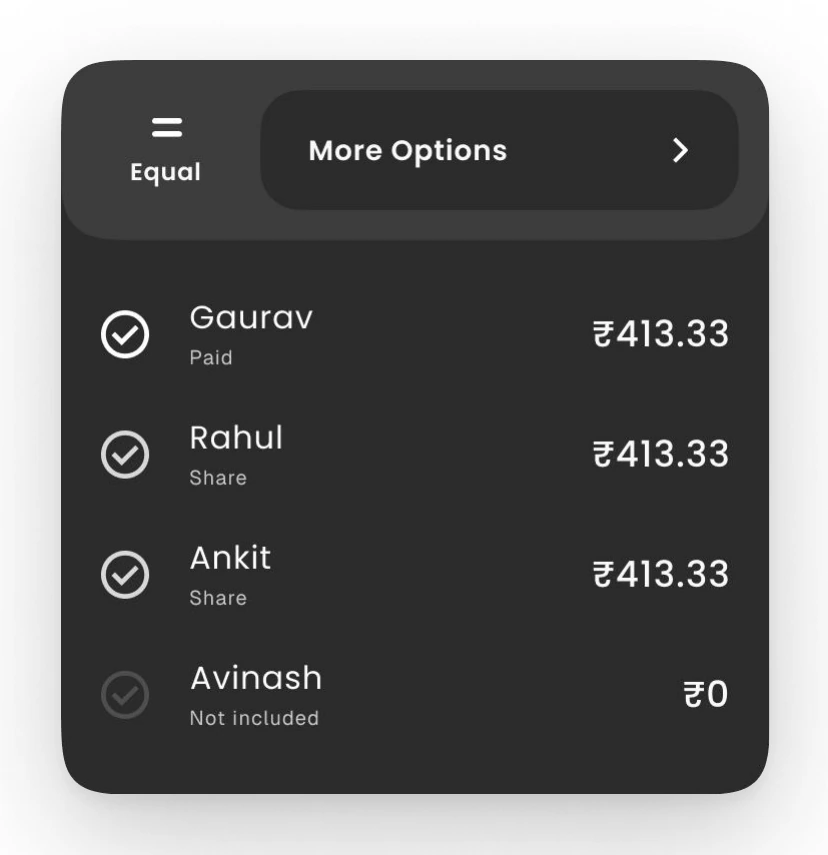 Equal
More Options
Gaurav
Paid
₹413.33
Rahul
Share
₹413.33
Ankit
Share
₹413.33
Avinash
Not included
₹0